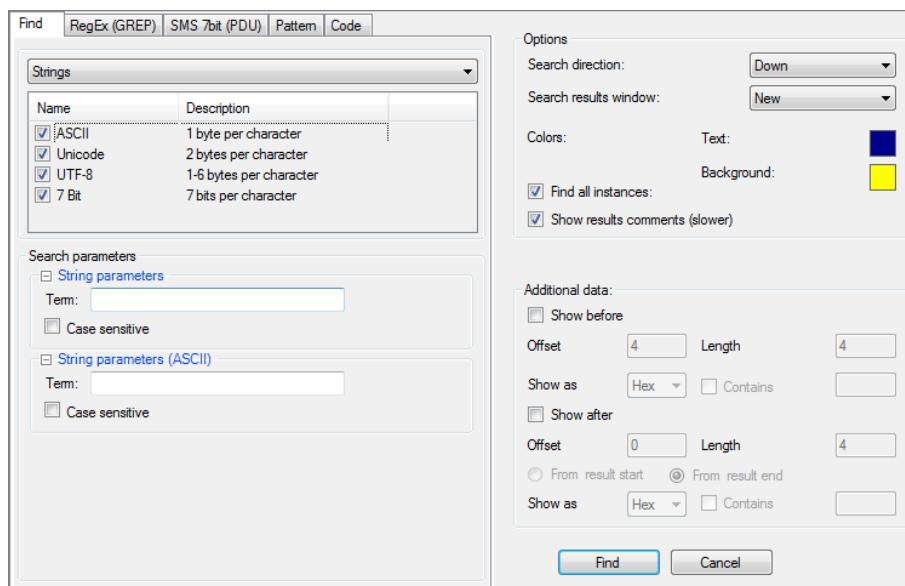 Find RegEx (GREP) SMS 7bit (PDU) Pattern Code
Strings
Name Description
ASCII 1 byte per character
Unicode 2 bytes per character
UTF-8 1-6 bytes per character
7 Bit 7 bits per character
Search parameters
String parameters
Term:
Case sensitive
String parameters (ASCII)
Term:
Case sensitive
Options
Search direction: Down
Search results window: New
Colors: Text:
Background:
Find all instances:
Show results comments (slower)
Additional data:
Show before
Offset 4 Length 4
Show as Hex Contains
Show after
Offset 0 Length 4
From result start From result end
Show as Hex Contains
Find Cancel